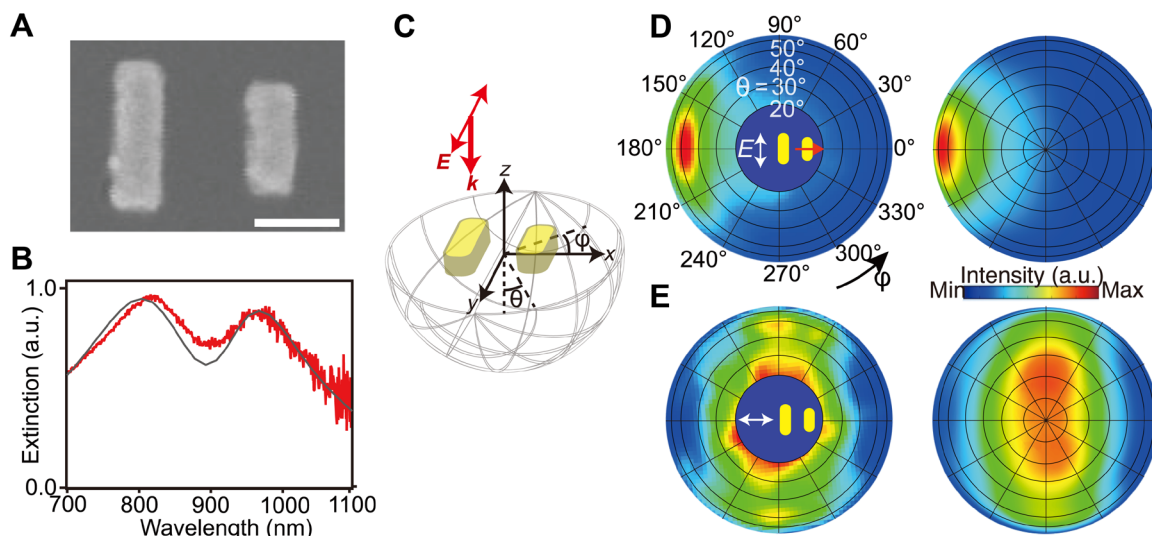 A
B
Extinction (a.u.)
1.0
0.0
700
800
900
1000
1100
Wavelength (nm)
C
E
k
z
φ
x
y
θ
D
90°
120°
60°
50°
40°
150°
θ = 30°
30°
20°
180°
E
0°
210°
330°
240°
300°
270°
φ
Intensity (a.u.)
Min
Max
E